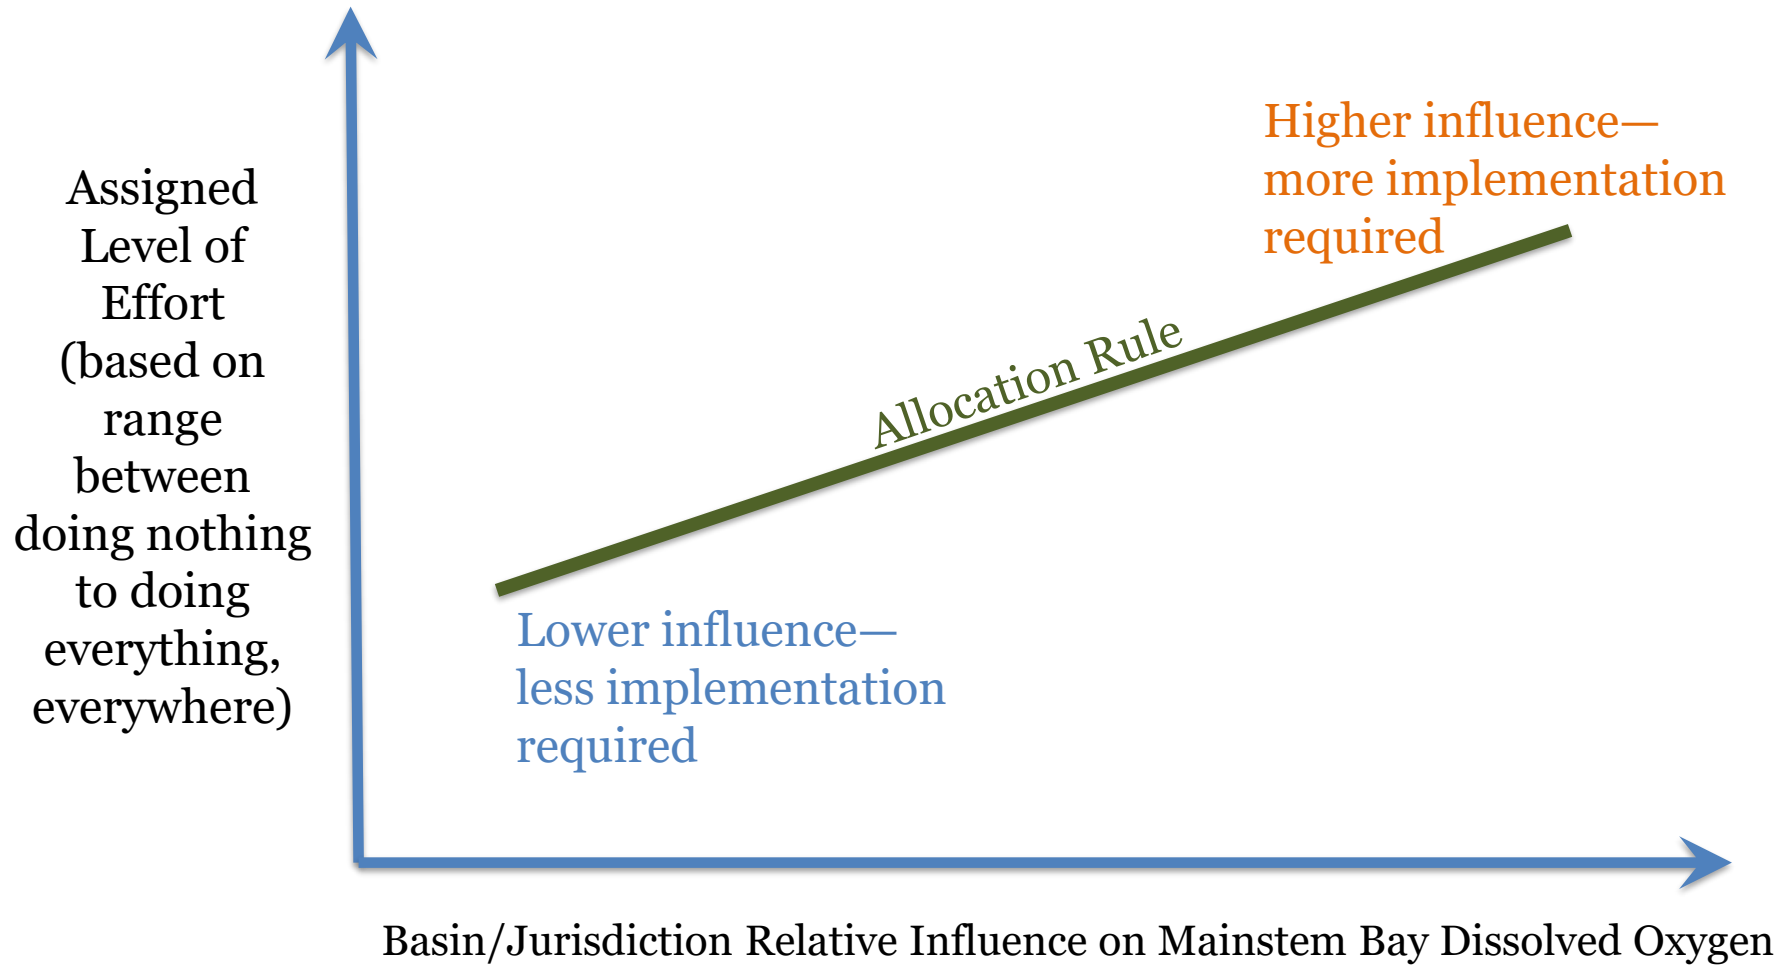 Assigned
Level of
Effort
(based on
range
between
doing nothing
to doing
everything,
everywhere)
Higher influence—
more implementation
required
Allocation Rule
Lower influence—
less implementation
required
Basin/Jurisdiction Relative Influence on Mainstem Bay Dissolved Oxygen